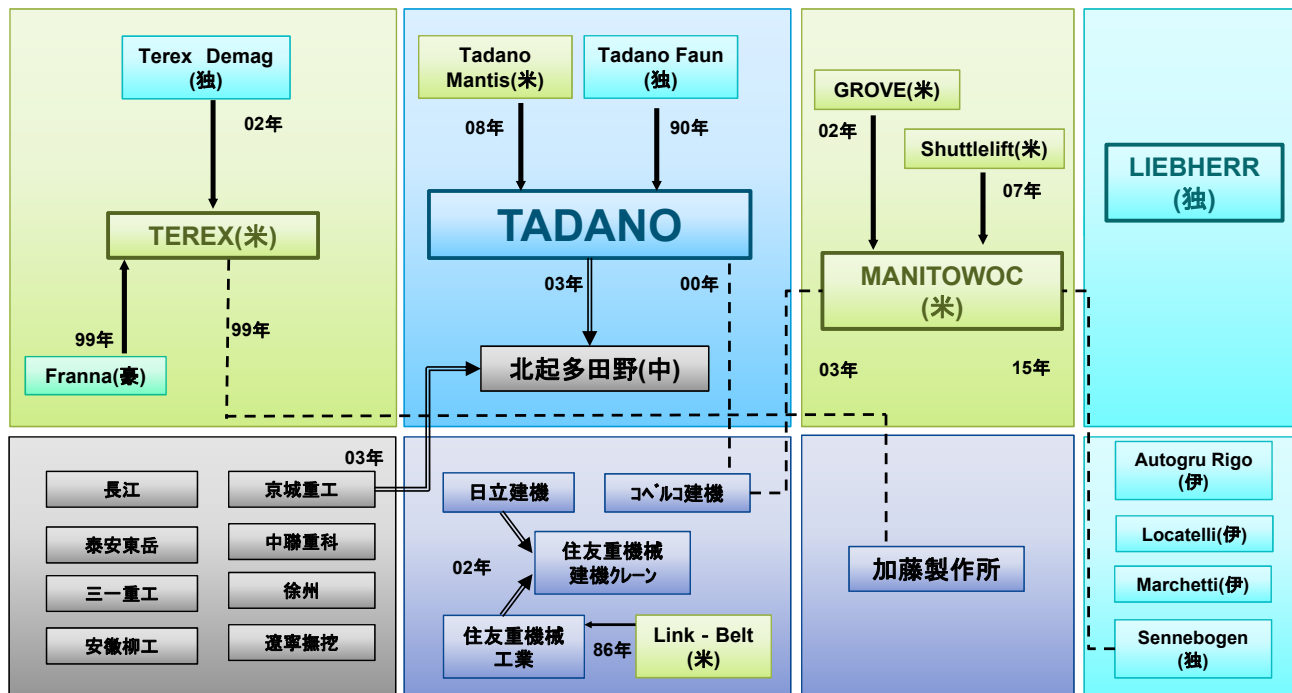 Terex Demag
(独)
02年
TEREX(米)
99年
99年
Franna(豪)
Tadano
Mantis(米)
Tadano Faun
(独)
08年
90年
TADANO
03年
00年
北起多田野(中)
GROVE(米)
02年
Shuttlelift(米)
07年
MANITOWOC
(米)
03年
15年
LIEBHERR
(独)
03年
長江
京城重工
泰安東岳
中聯重科
三一重工
徐州
安徽柳工
遼寧撫挖
日立建機
コベルコ建機
住友重機械
建機クレーン
02年
住友重機械
工業
86年
Link - Belt
(米)
加藤製作所
Autogru Rigo
(伊)
Locatelli(伊)
Marchetti(伊)
Sennebogen
(独)